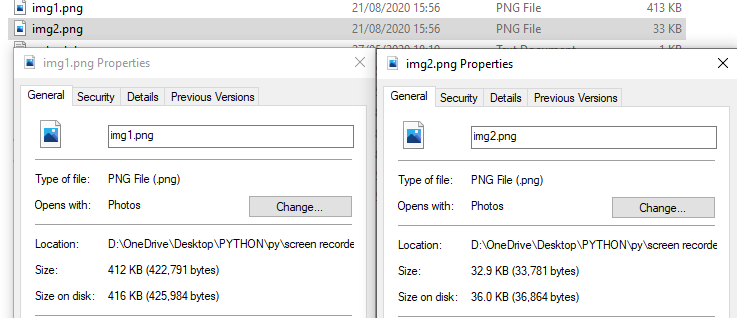 img1.png 21/08/2020 15:56 PNG File 413 KB
img2.png 21/08/2020 15:56 PNG File 33 KB
img1.png Properties
General Security Details Previous Versions
img1.png
Type of file: PNG File (.png)
Opens with: Photos Change...
Location: D:\OneDrive\Desktop\PYTHON\py\screen recorde
Size: 412 KB (422,791 bytes)
Size on disk: 416 KB (425,984 bytes)
img2.png Properties
General Security Details Previous Versions
img2.png
Type of file: PNG File (.png)
Opens with: Photos Change...
Location: D:\OneDrive\Desktop\PYTHON\py\screen recorde
Size: 32.9 KB (33,781 bytes)
Size on disk: 36.0 KB (36,864 bytes)